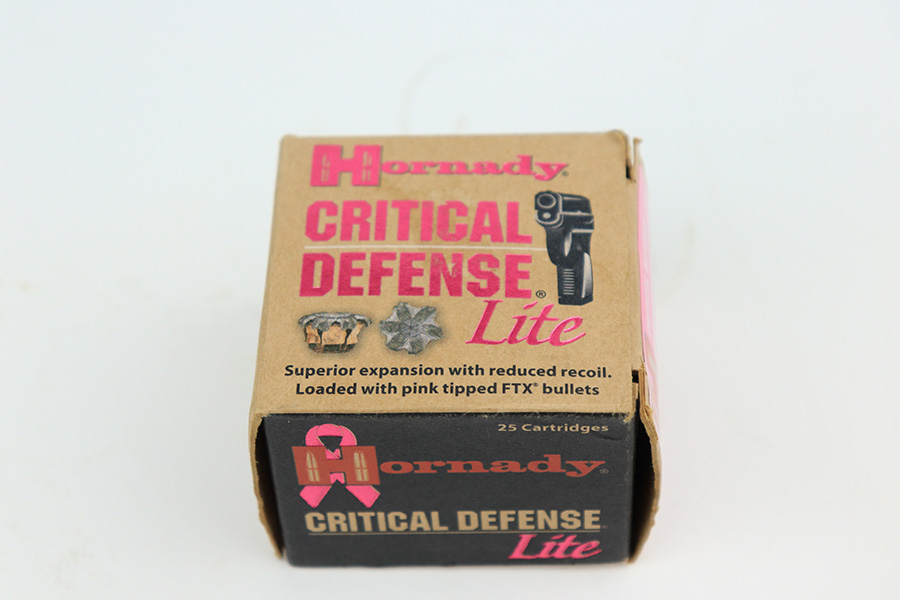 Hornady®
CRITICAL
DEFENSE®
Lite
Superior expansion with reduced recoil.
Loaded with pink tipped FTX® bullets
25 Cartridges
Hornady®
CRITICAL DEFENSE
Lite